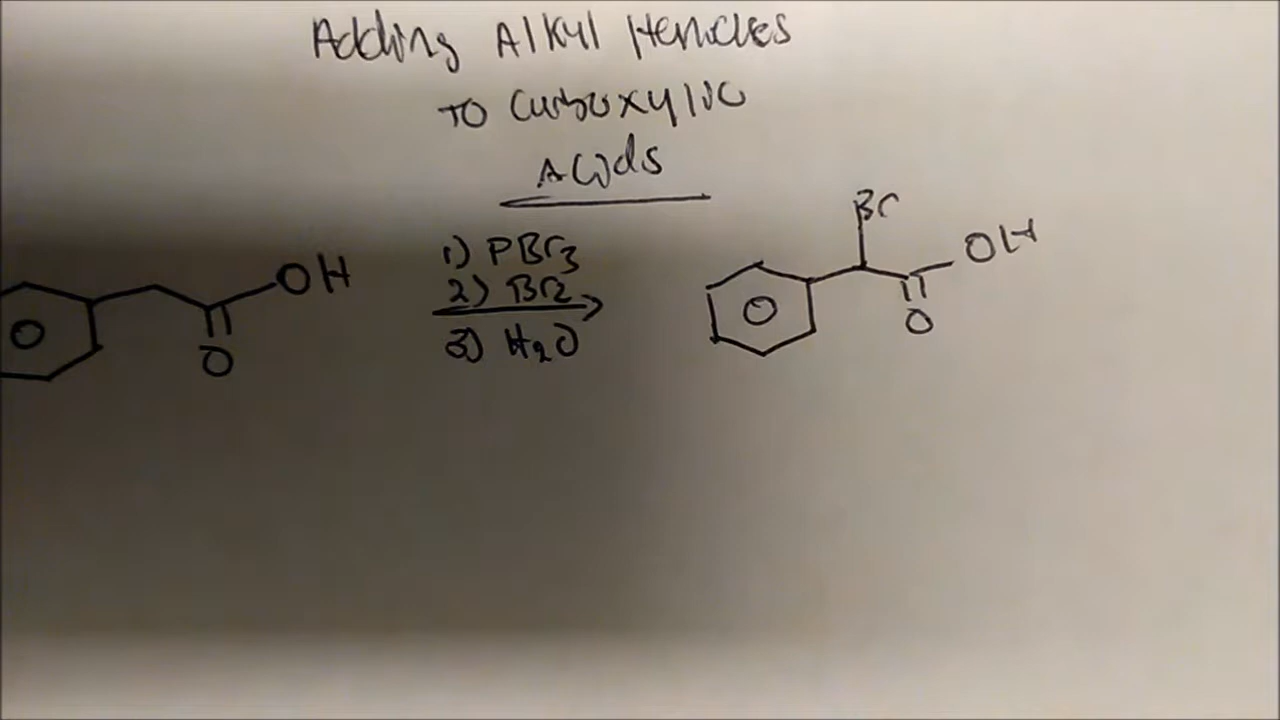 Adding Alkyl Halides
TO Carboxylic
Acids
OH
O
O
1) PBr3
2) Br2
3) H2O
Br
OH
O
O